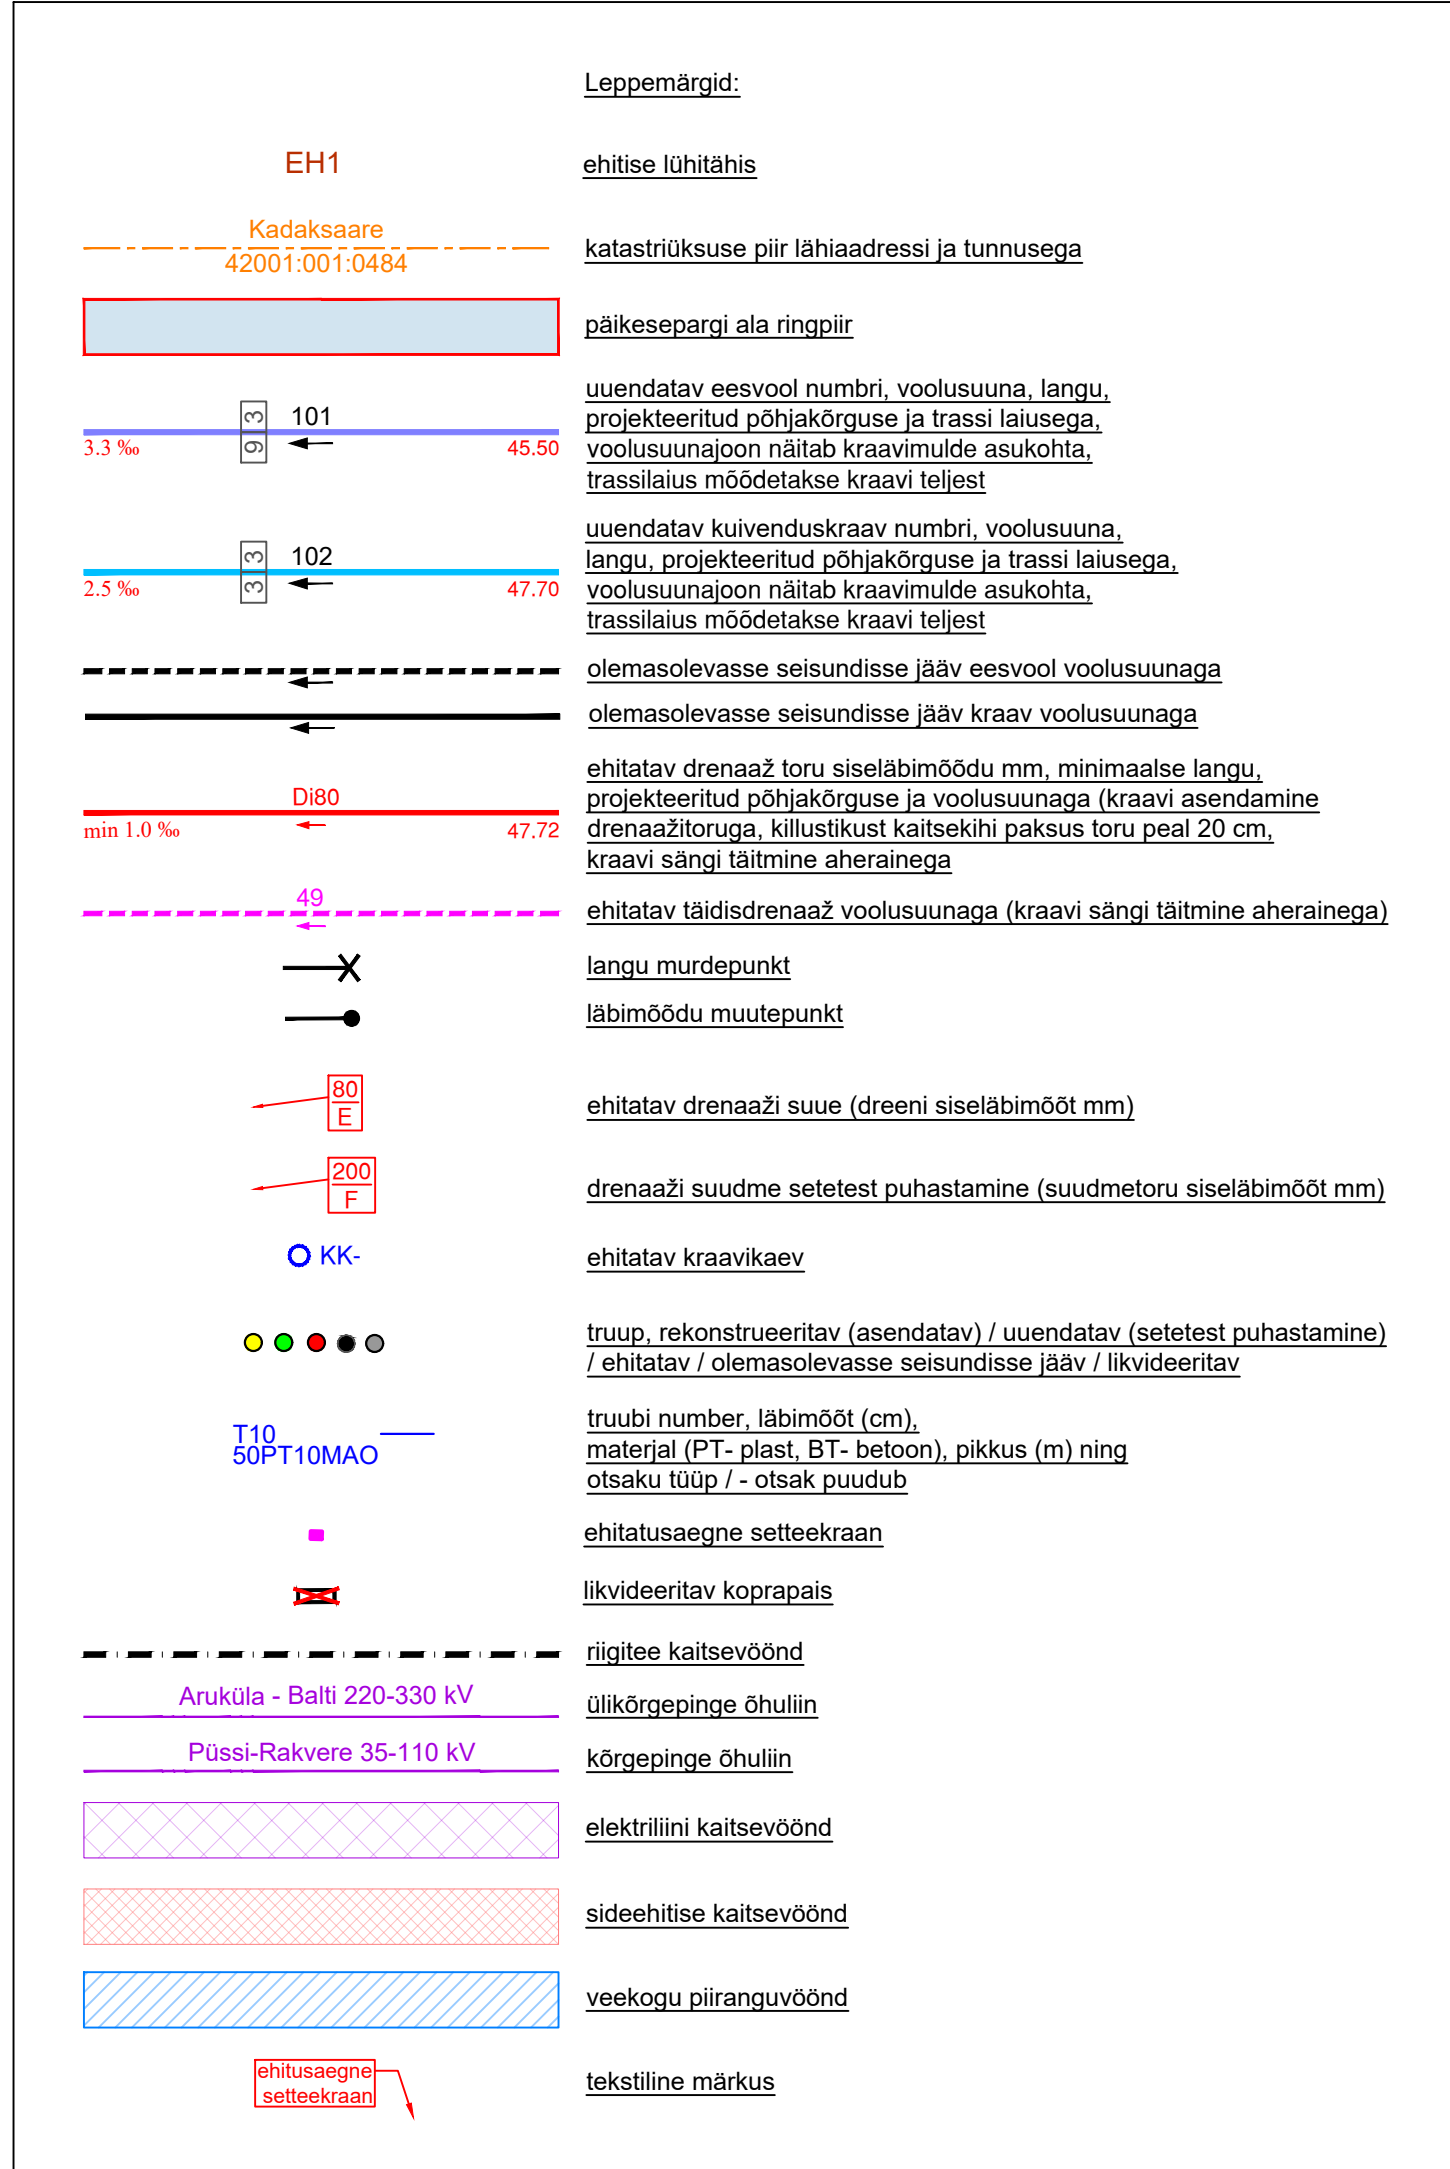 Leppemärgid:
EH1
ehitise lühitähis
Kadaksaare
42001:001:0484
katastriüksuse piir lähiaadressi ja tunnusega
päikesepargi ala ringpiir
3 101
9
3.3 ‰
45.50
uuendatav eesvool numbri, voolusuuna, langu,
projekteeritud põhjakõrguse ja trassi laiusega,
voolusuunajoon näitab kraavimulde asukohta,
trassilaius mõõdetakse kraavi teljest
3 102
3
2.5 ‰
47.70
uuendatav kuivenduskraav numbri, voolusuuna,
langu, projekteeritud põhjakõrguse ja trassi laiusega,
voolusuunajoon näitab kraavimulde asukohta,
trassilaius mõõdetakse kraavi teljest
olemasolevasse seisundisse jääv eesvool voolusuunaga
olemasolevasse seisundisse jääv kraav voolusuunaga
Di80
min 1.0 ‰
47.72
ehitatav drenaaž toru siseläbimõõdu mm, minimaalse langu,
projekteeritud põhjakõrguse ja voolusuunaga (kraavi asendamine
drenaažitoruga, killustikust kaitsekihi paksus toru peal 20 cm,
kraavi sängi täitmine aherainega
49
ehitatav täidisdrenaaž voolusuunaga (kraavi sängi täitmine aherainega)
langu murdepunkt
läbimõõdu muutepunkt
80
E
ehitatav drenaaži suue (dreeni siseläbimõõt mm)
200
F
drenaaži suudme setetest puhastamine (suudmetoru siseläbimõõt mm)
KK-
ehitatav kraavikaev
truup, rekonstrueeritav (asendatav) / uuendatav (setetest puhastamine)
/ ehitatav / olemasolevasse seisundisse jääv / likvideeritav
T10
50PT10MAO
truubi number, läbimõõt (cm),
materjal (PT- plast, BT- betoon), pikkus (m) ning
otsaku tüüp / - otsak puudub
ehitatusaegne setteekraan
likvideeritav koprapais
riigitee kaitsevöönd
Aruküla - Balti 220-330 kV
ülikõrgepinge õhuliin
Püssi-Rakvere 35-110 kV
kõrgepinge õhuliin
elektriliini kaitsevöönd
sideehitise kaitsevöönd
veekogu piiranguvöönd
ehitusaegne
setteekraan
tekstiline märkus